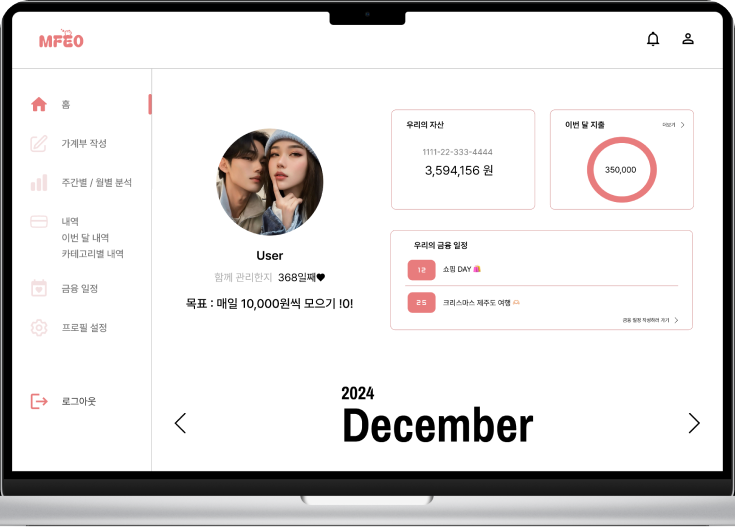 MFEO
홈
가계부 작성
주간별 / 월별 분석
내역
이번 달 내역
카테고리별 내역
금융 일정
프로필 설정
로그아웃
User
함께 관리한지 368일째🖤
목표 : 매일 10,000원씩 모으기 !0!
우리의 자산
1111-22-333-4444
3,594,156 원
이번 달 지출
더보기 >
350,000
우리의 금융 일정
12 쇼핑 DAY 🛍️
25 크리스마스 제주도 여행
금융 일정 작성하러 가기 >
2024
December